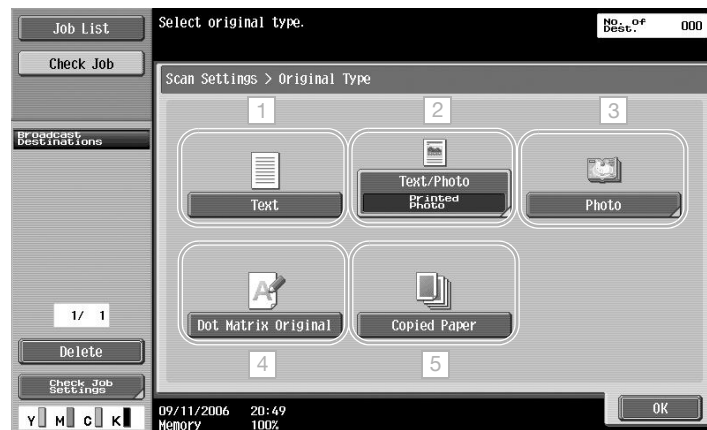 Job List
Select original type.
No. of
Dest.
000
Check Job
Scan Settings > Original Type
1
2
3
Broadcast
Destinations
Text
Text/Photo
Printed
Photo
Photo
Dot Matrix Original
Copied Paper
1/ 1
4
5
Delete
Check Job
Settings
Y M C K
09/11/2006 20:49
Memory 100%
OK